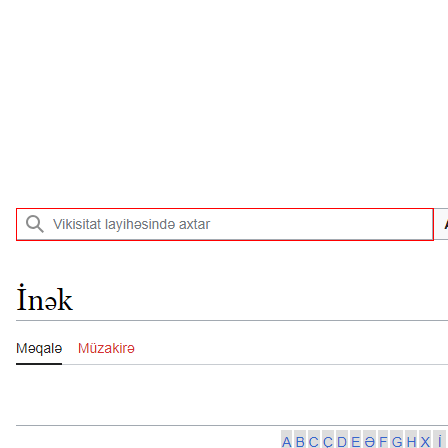 Vikisitat layihəsində axtar
İnək
Məqalə Müzakirə
A B C Ç D E Ə F G H X İ